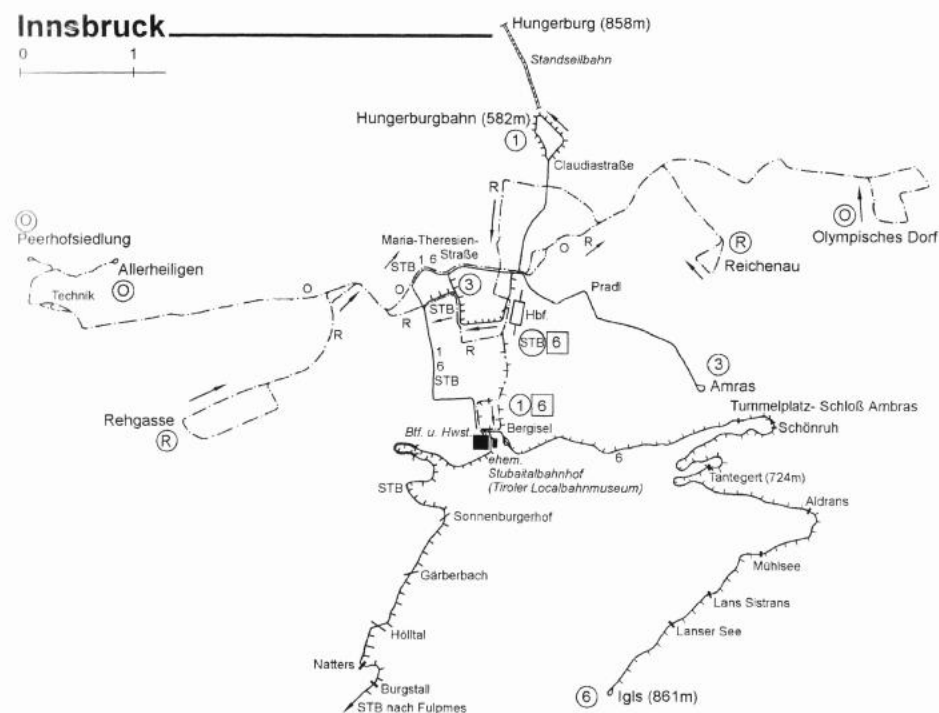 Innsbruck
0 1
Hungerburg (858m)
Standseilbahn
Hungerburgbahn (582m)
1
Claudiastraße
R
O
Peerhofsiedlung
Allerheiligen
O
Technik
Maria-Theresien-
Straße
STB
1 6
O
R
O
Olympisches Dorf
R
Reichenau
O
O
3
STB
R
R
R
Hbf.
STB 6
Pradl
3
Amras
1
6
STB
Rehgasse
R
1 6
Bergisel
Btf. u. Hwst.
ehem.
Stubaitalbahnhof
(Tiroler Localbahnmuseum)
6
Tummelplatz- Schloß Ambras
Schönruh
Tantegert (724m)
Aldrans
Mühlsee
Lans Sistrans
Lanser See
6
Igls (861m)
STB
Sonnenburgerhof
Gärberbach
Hölltal
Natters
Burgstall
STB nach Fulpmes